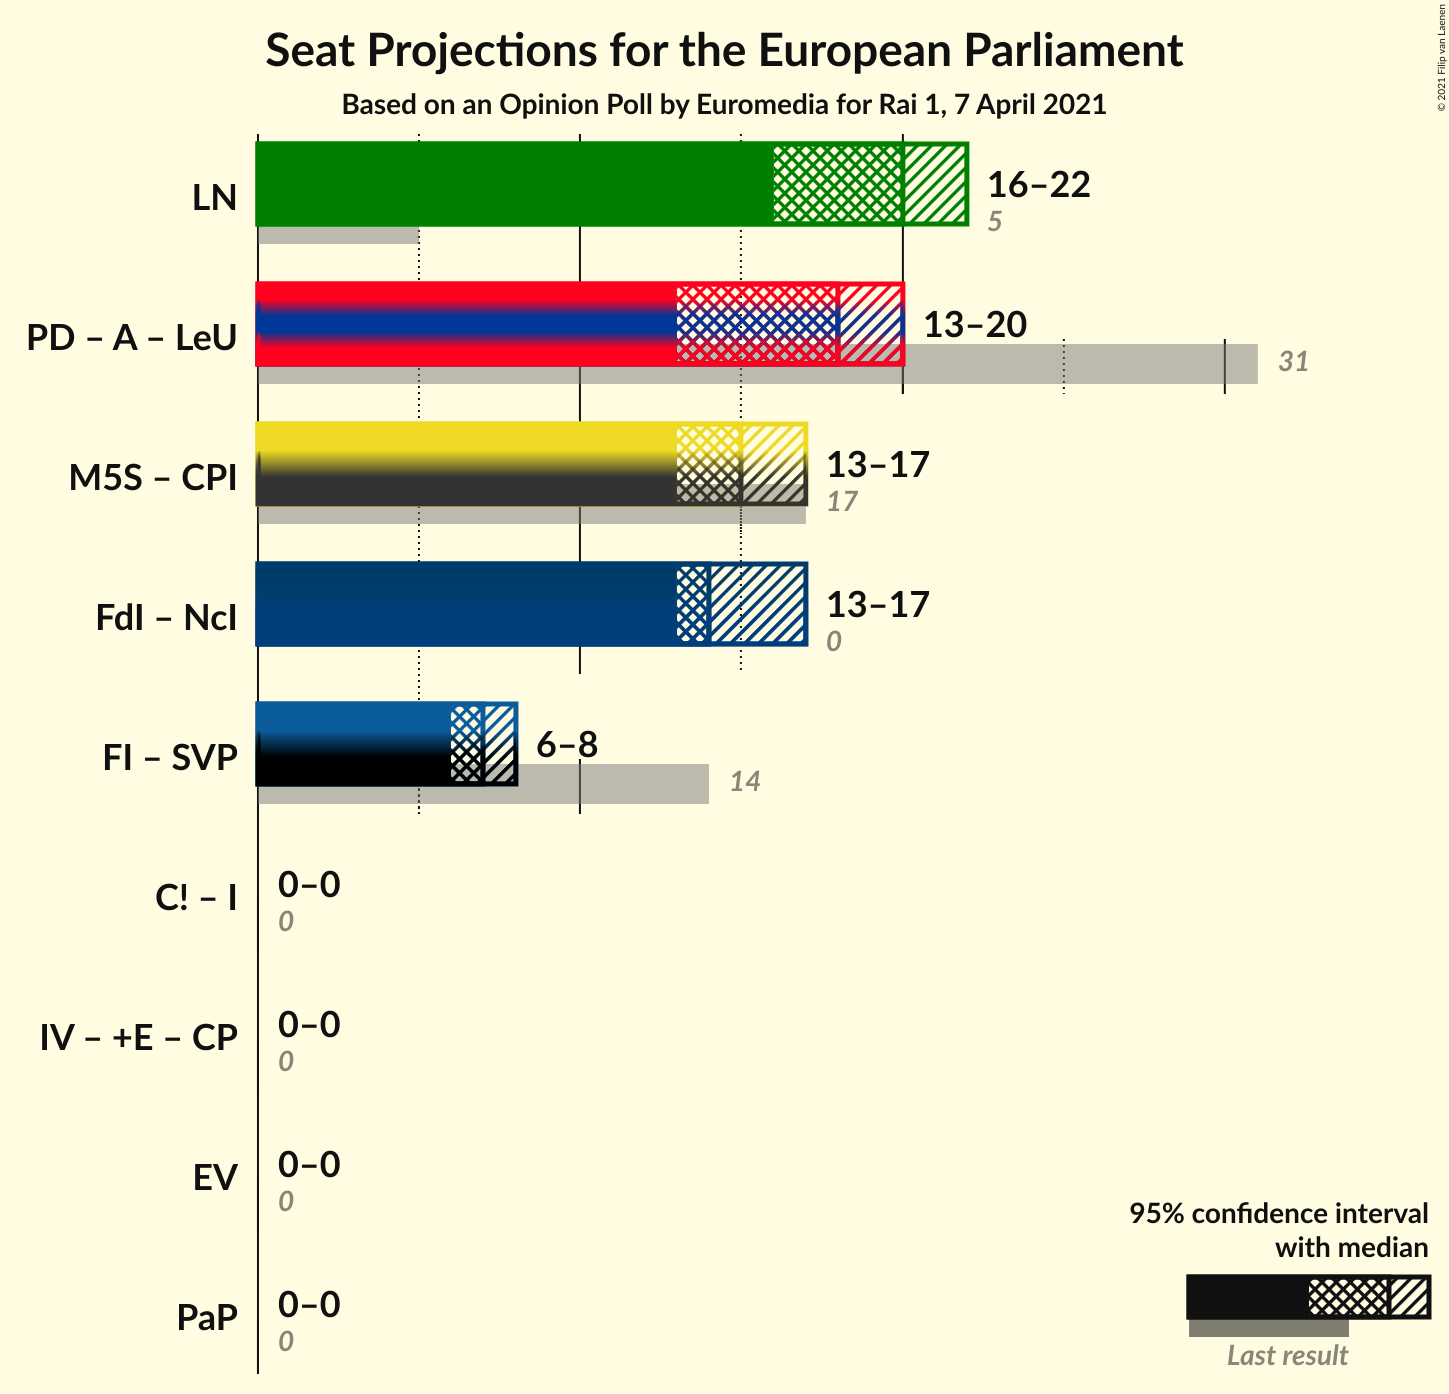 Seat Projections for the European Parliament
Based on an Opinion Poll by Euromedia for Rai 1, 7 April 2021
© 2021 Filip van Laenen
LN
16–22
5
PD – A – LeU
13–20
31
M5S – CPI
13–17
17
FdI – NcI
13–17
0
FI – SVP
6–8
14
C! – I
0–0
0
IV – +E – CP
0–0
0
EV
0–0
0
PaP
0–0
0
95% confidence interval
with median
Last result